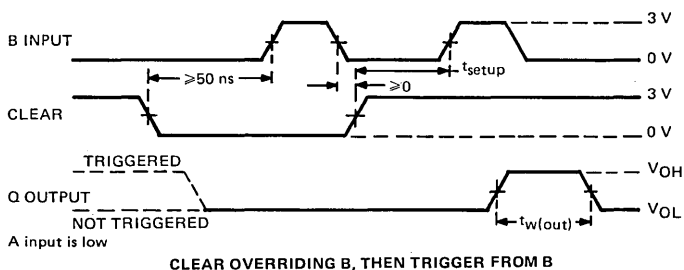 B INPUT
3 V
0 V
≥50 ns
tsetup
≥0
CLEAR
3 V
0 V
TRIGGERED
Q OUTPUT
NOT TRIGGERED
VOH
VOL
tw(out)
A input is low
CLEAR OVERRIDING B, THEN TRIGGER FROM B